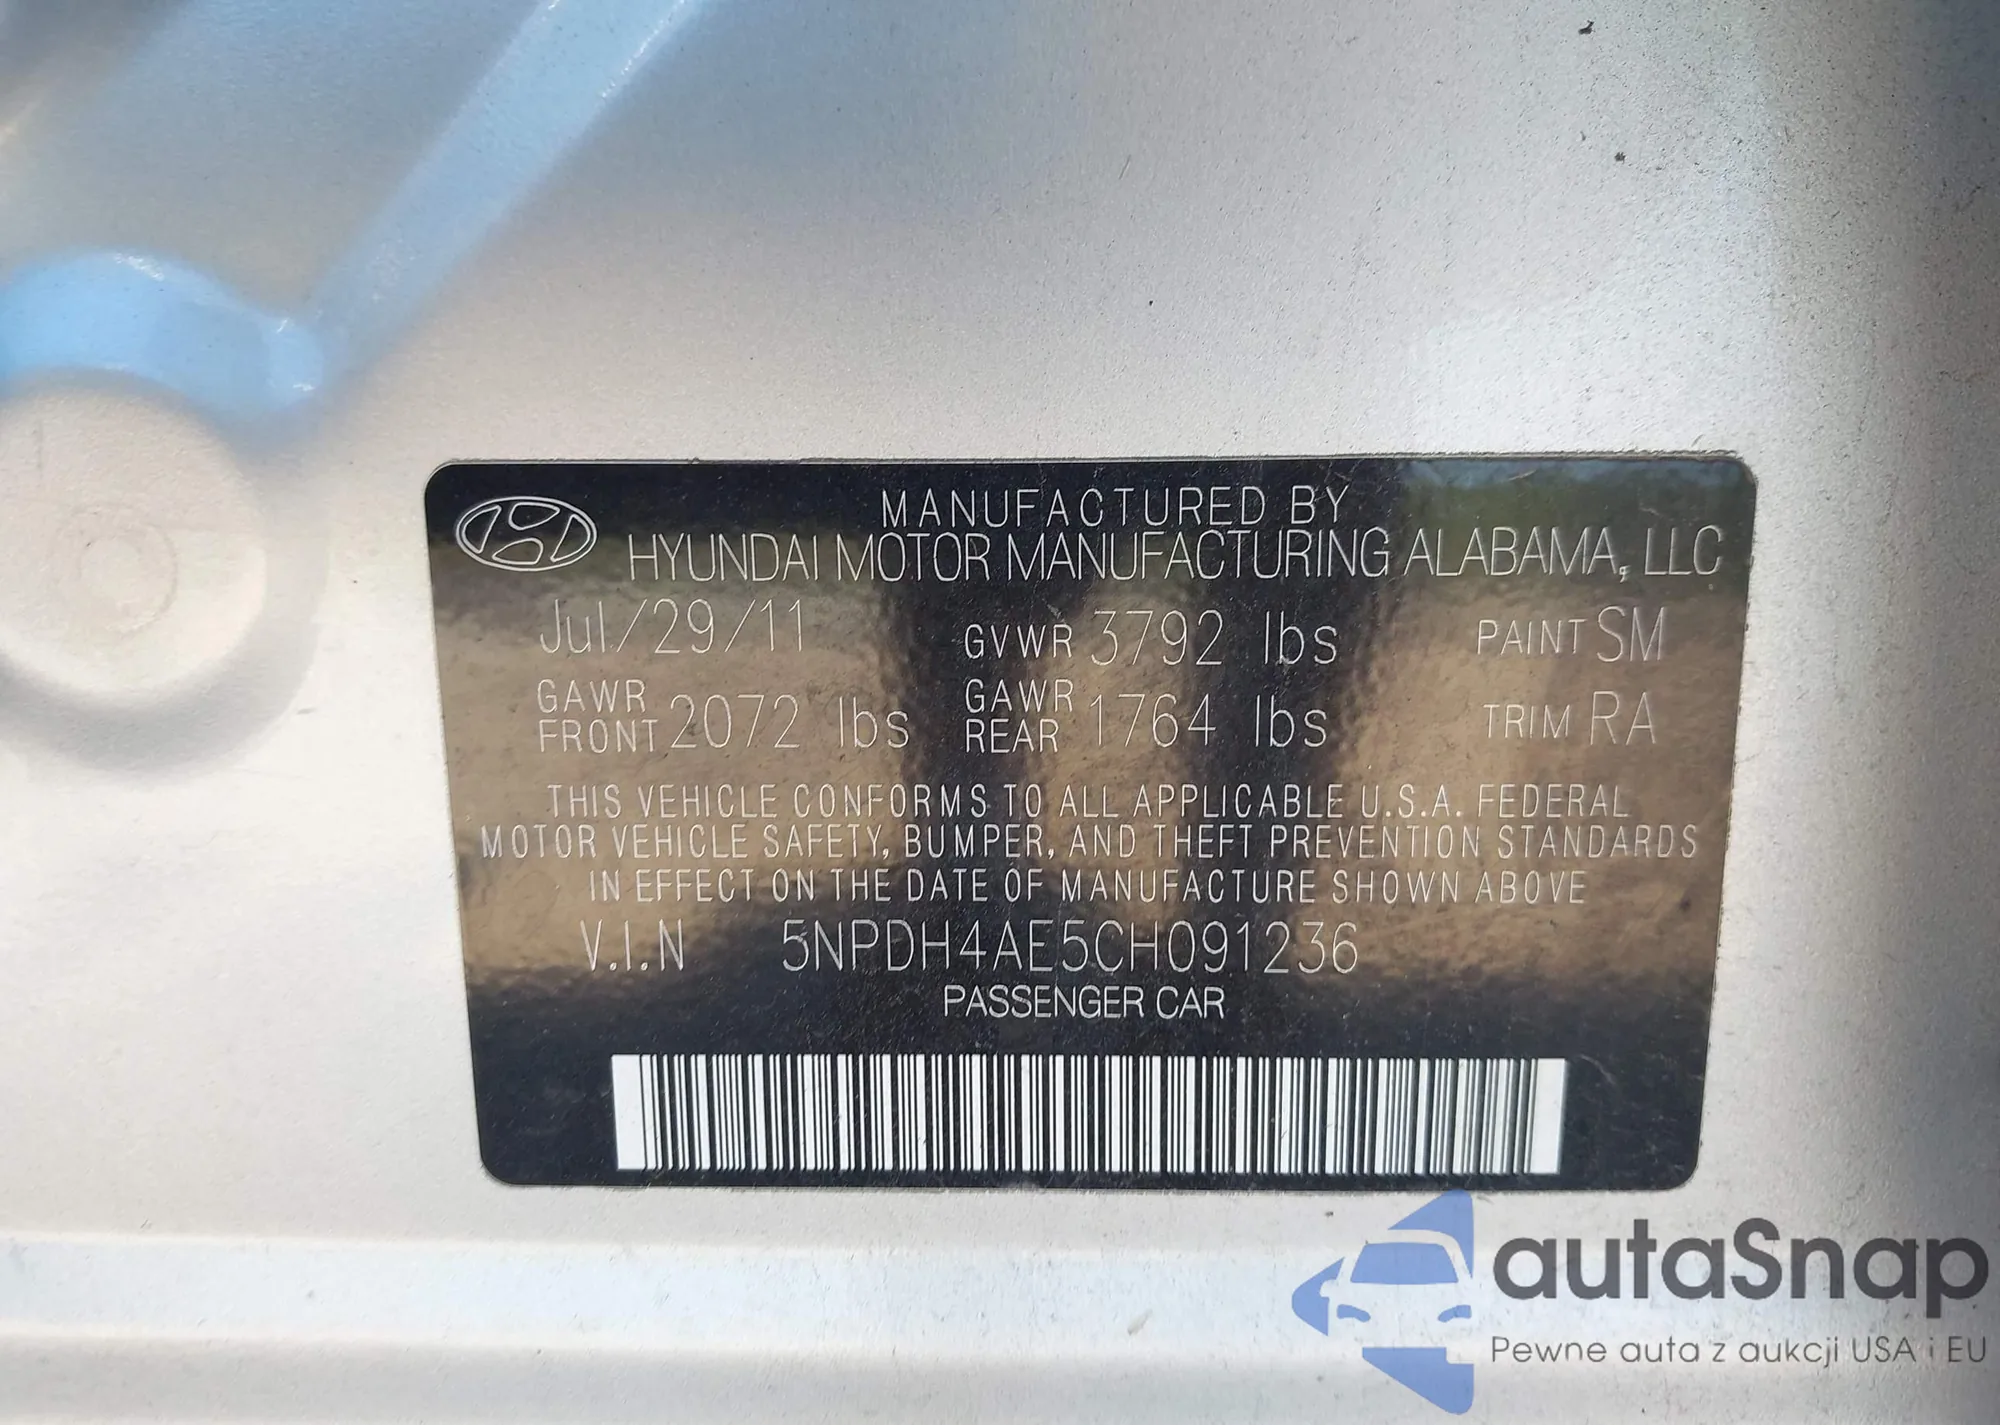 MANUFACTURED BY
HYUNDAI MOTOR MANUFACTURING ALABAMA, LLC
Jul/29/11 GVWR 3792 lbs PAINT SM
GAWR FRONT 2072 lbs GAWR REAR 1764 lbs TRIM RA
THIS VEHICLE CONFORMS TO ALL APPLICABLE U.S.A. FEDERAL
MOTOR VEHICLE SAFETY, BUMPER, AND THEFT PREVENTION STANDARDS
IN EFFECT ON THE DATE OF MANUFACTURE SHOWN ABOVE
V.I.N 5NPDH4AE5CH091236
PASSENGER CAR
autaSnap
Pewne auta z aukcji USA i EU